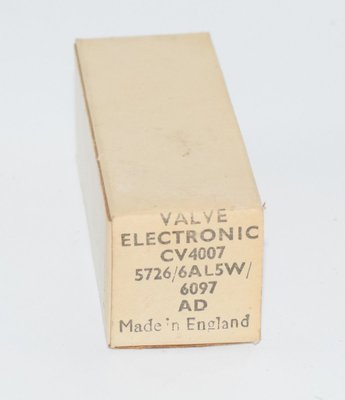 VALVE
ELECTRONIC
CV4007
5726/6AL5W/
6097
AD
Made in England